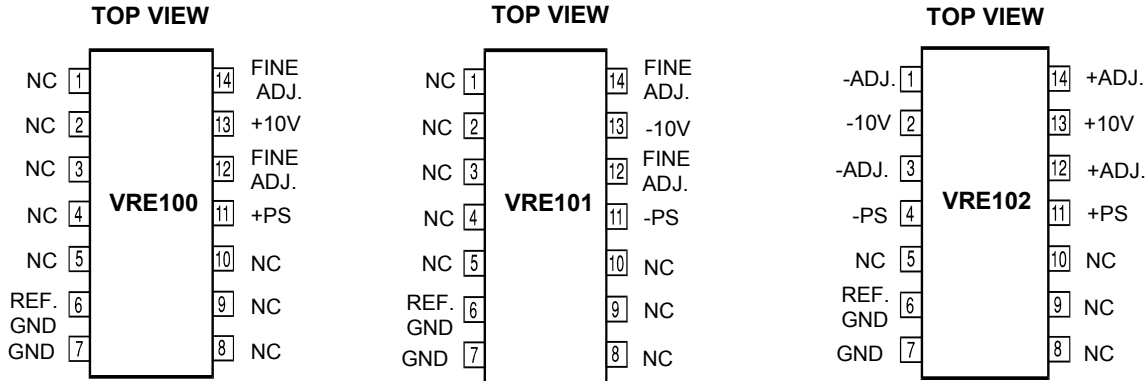 TOP VIEW
NC 1
NC 2
NC 3
NC 4
NC 5
REF.
GND
6
GND 7
VRE100
14 FINE
ADJ.
13 +10V
12 FINE
ADJ.
11 +PS
10 NC
9 NC
8 NC
TOP VIEW
NC 1
NC 2
NC 3
NC 4
NC 5
REF.
GND
6
GND 7
VRE101
14 FINE
ADJ.
13 -10V
12 FINE
ADJ.
11 -PS
10 NC
9 NC
8 NC
TOP VIEW
-ADJ. 1
-10V 2
-ADJ. 3
-PS 4
NC 5
REF.
GND
6
GND 7
VRE102
14 +ADJ.
13 +10V
12 +ADJ.
11 +PS
10 NC
9 NC
8 NC